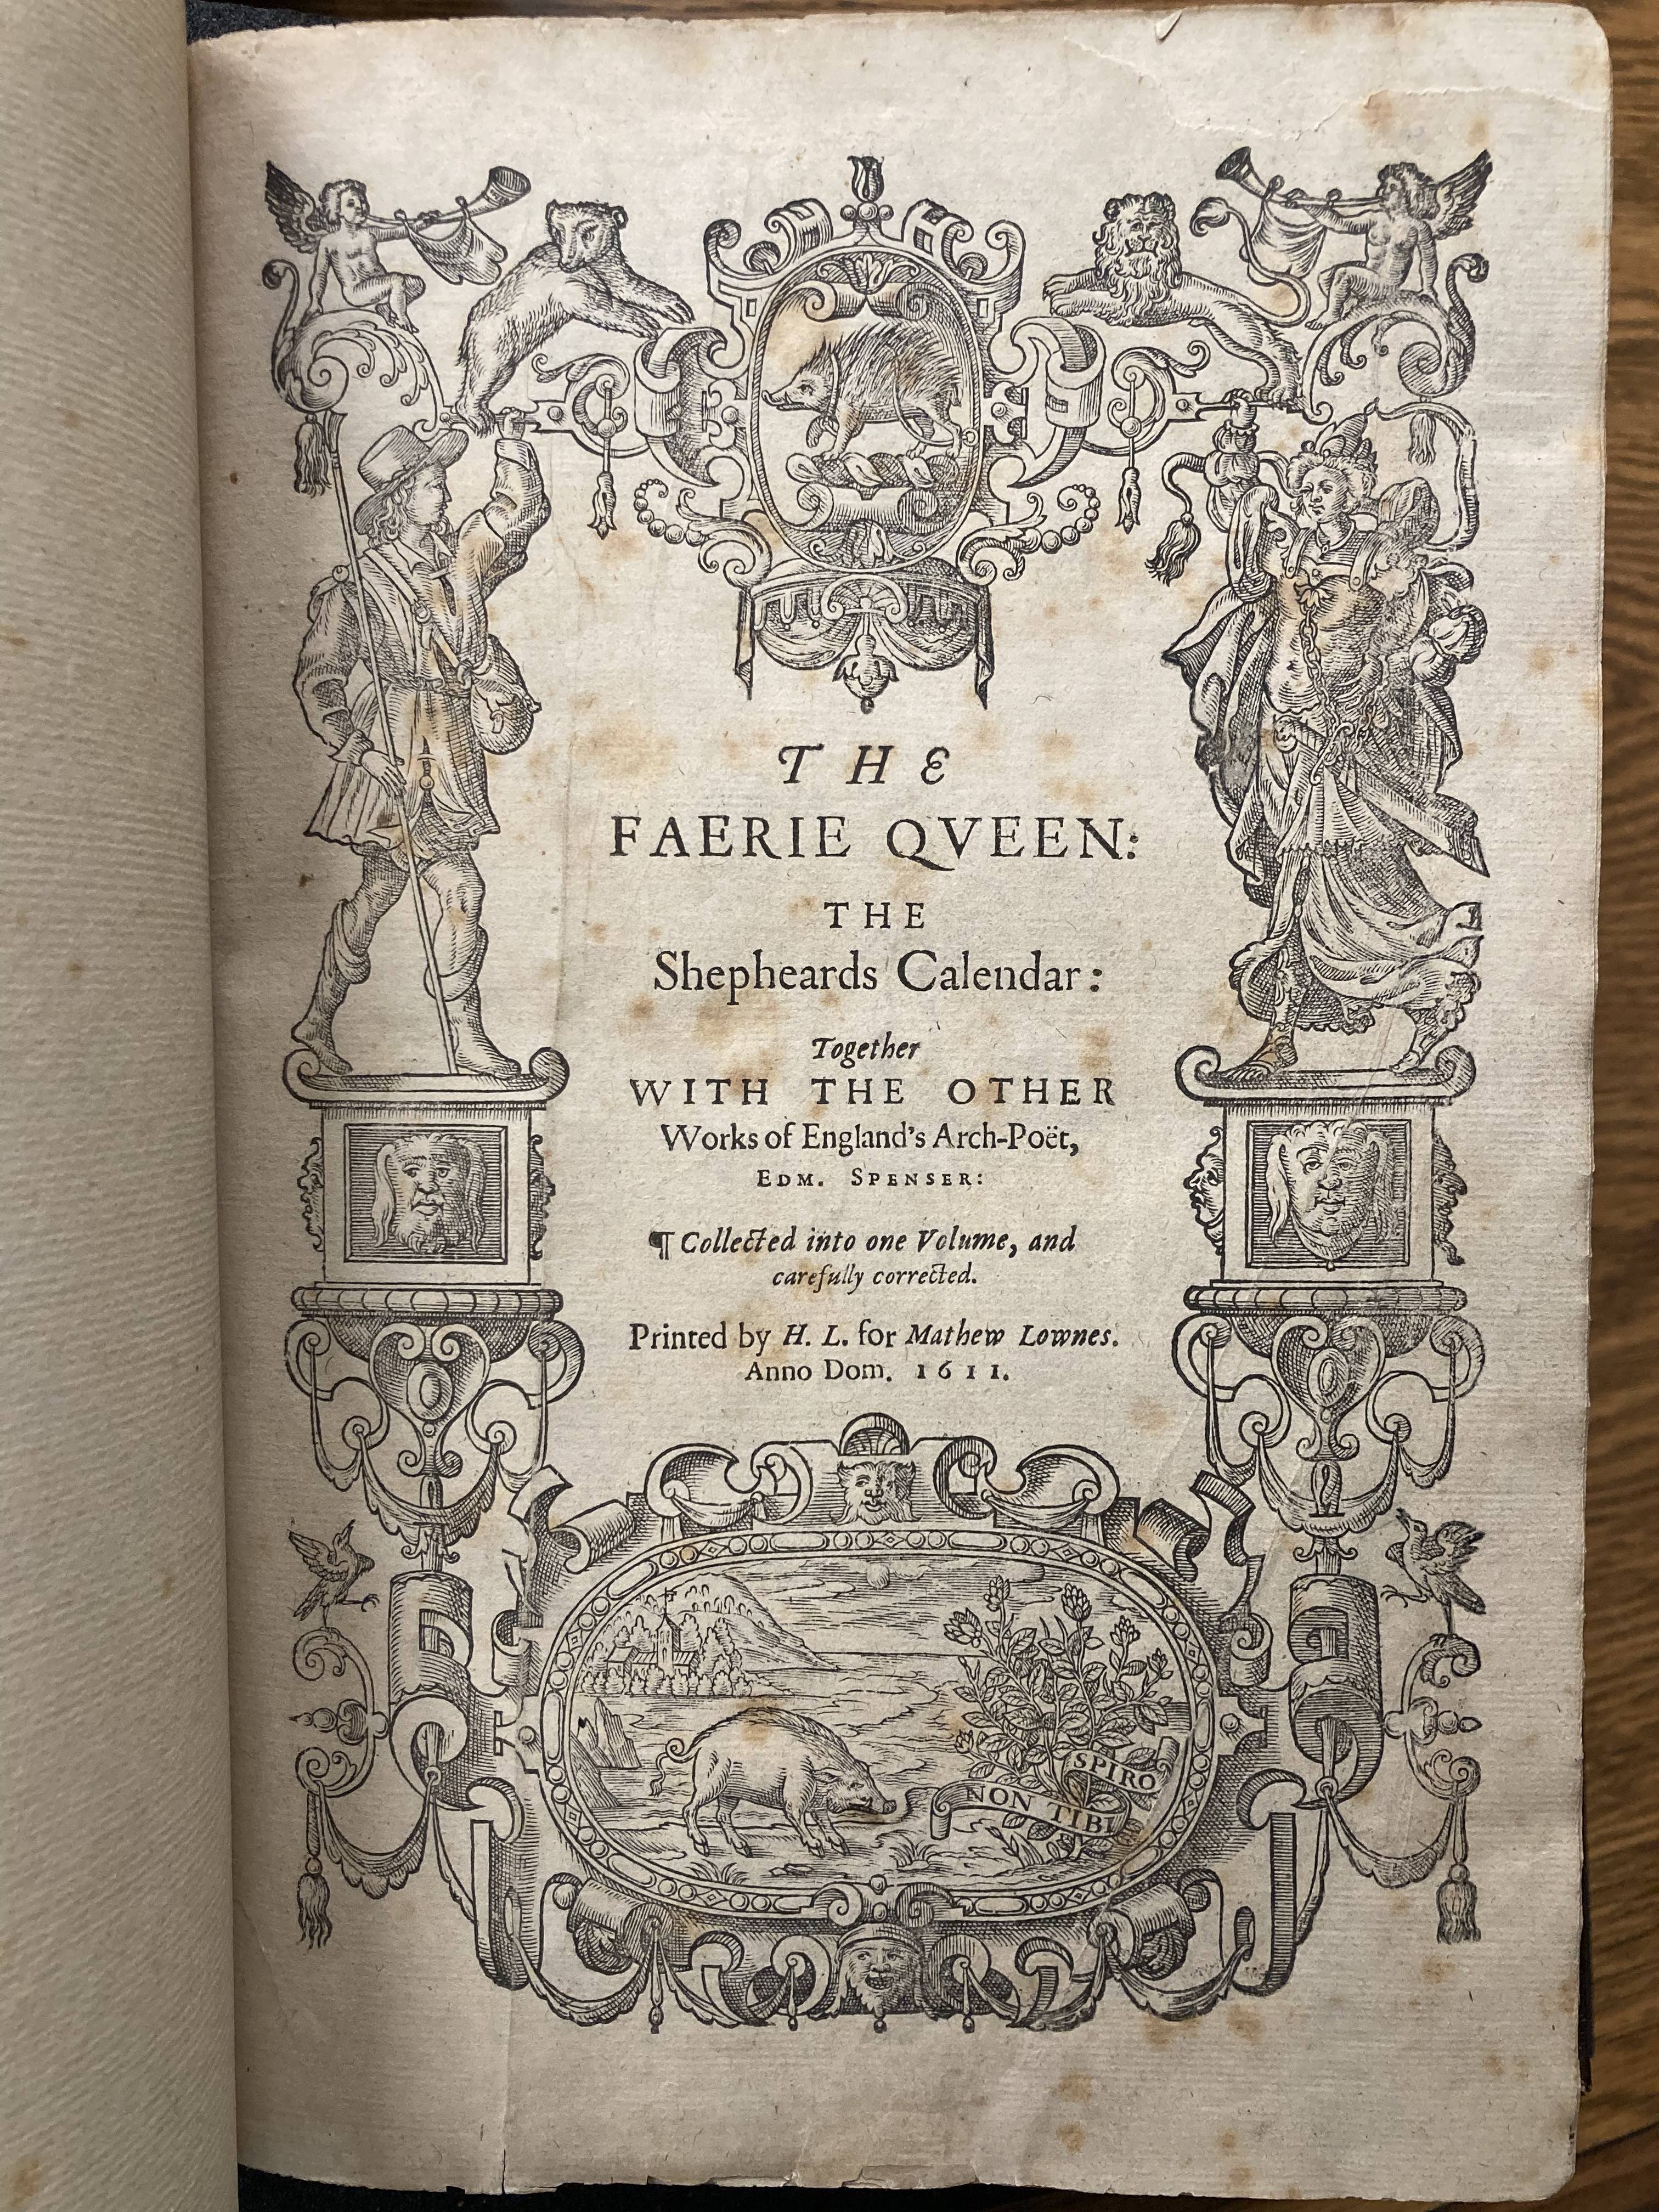 THE
FAERIE QVEEN:
THE
Shepheards Calendar:
Together
WITH THE OTHER
Works of England's Arch-Poët,
EDM. SPENSER:
¶ Collected into one Volume, and
carefully corrected.
Printed by H. L. for Mathew Lownes.
Anno Dom. 1611.
SPIRO
NON TIBI